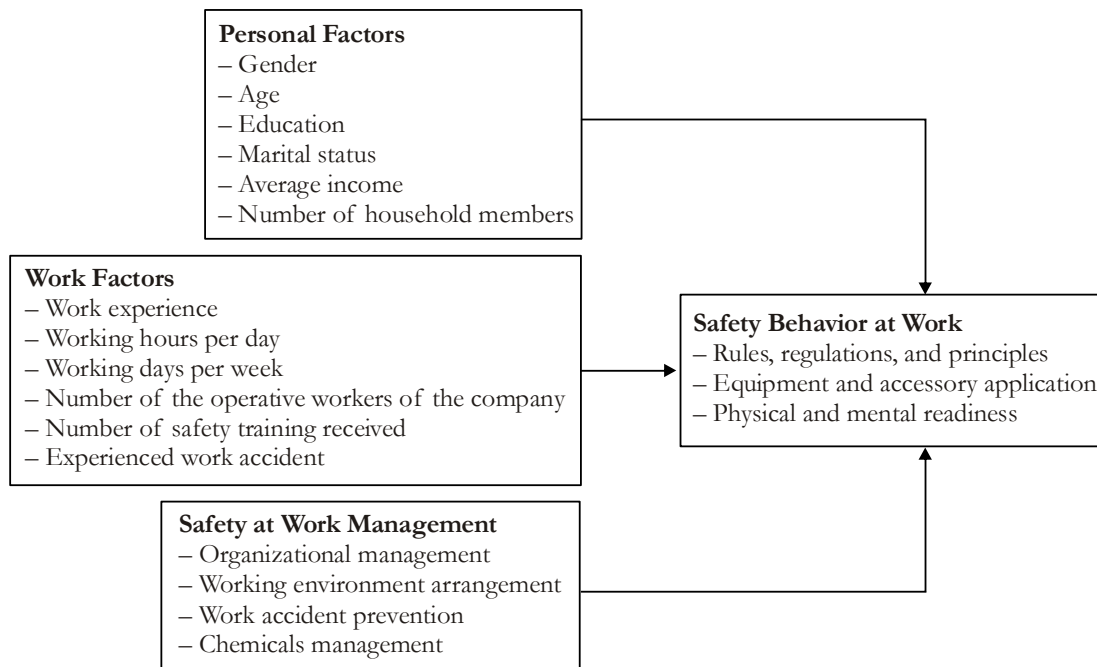 Personal Factors
– Gender
– Age
– Education
– Marital status
– Average income
– Number of household members
Work Factors
– Work experience
– Working hours per day
– Working days per week
– Number of the operative workers of the company
– Number of safety training received
– Experienced work accident
Safety at Work Management
– Organizational management
– Working environment arrangement
– Work accident prevention
– Chemicals management
Safety Behavior at Work
– Rules, regulations, and principles
– Equipment and accessory application
– Physical and mental readiness